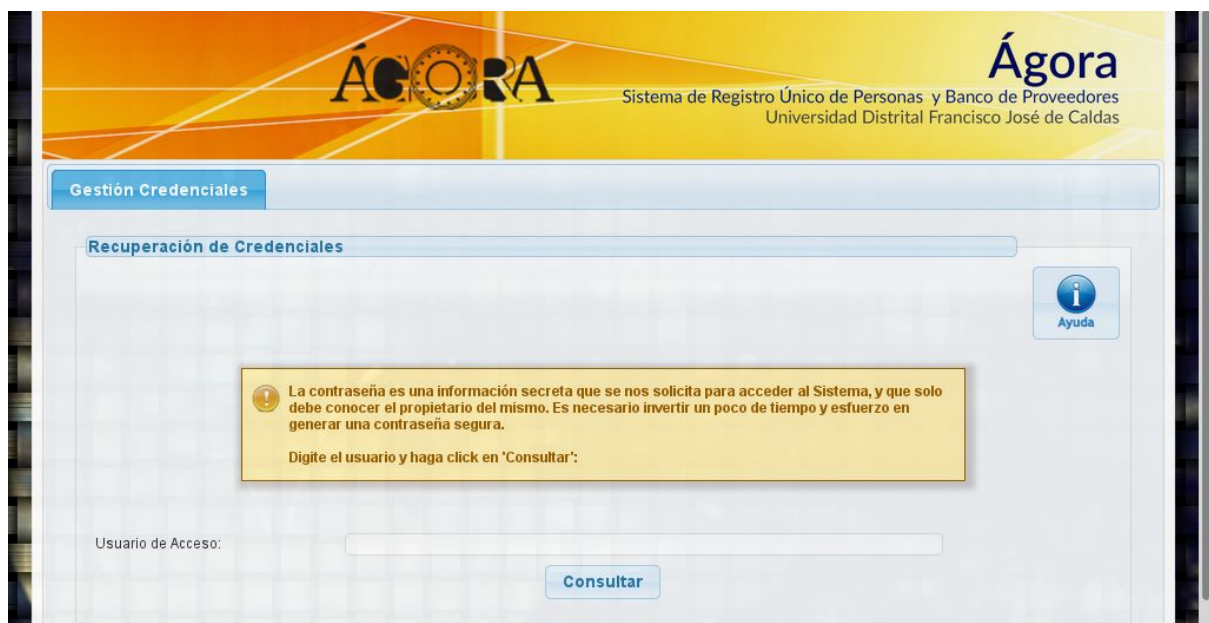 ÁGORA
Ágora
Sistema de Registro Único de Personas y Banco de Proveedores
Universidad Distrital Francisco José de Caldas
Gestión Credenciales
Recuperación de Credenciales
Ayuda
La contraseña es una información secreta que se nos solicita para acceder al Sistema, y que solo
debe conocer el propietario del mismo. Es necesario invertir un poco de tiempo y esfuerzo en
generar una contraseña segura.
Digite el usuario y haga click en 'Consultar':
Usuario de Acceso:
Consultar